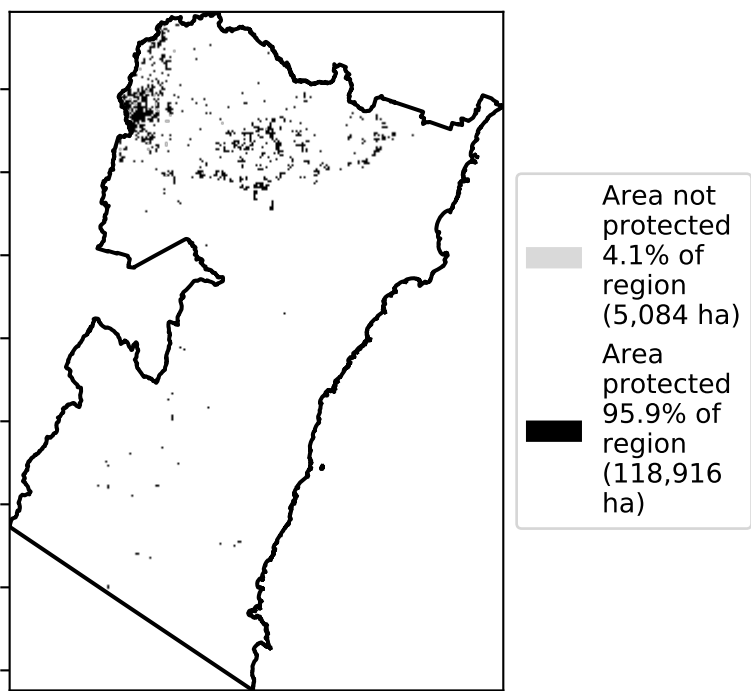 Area not
protected
4.1% of
region
(5,084 ha)
Area
protected
95.9% of
region
(118,916
ha)